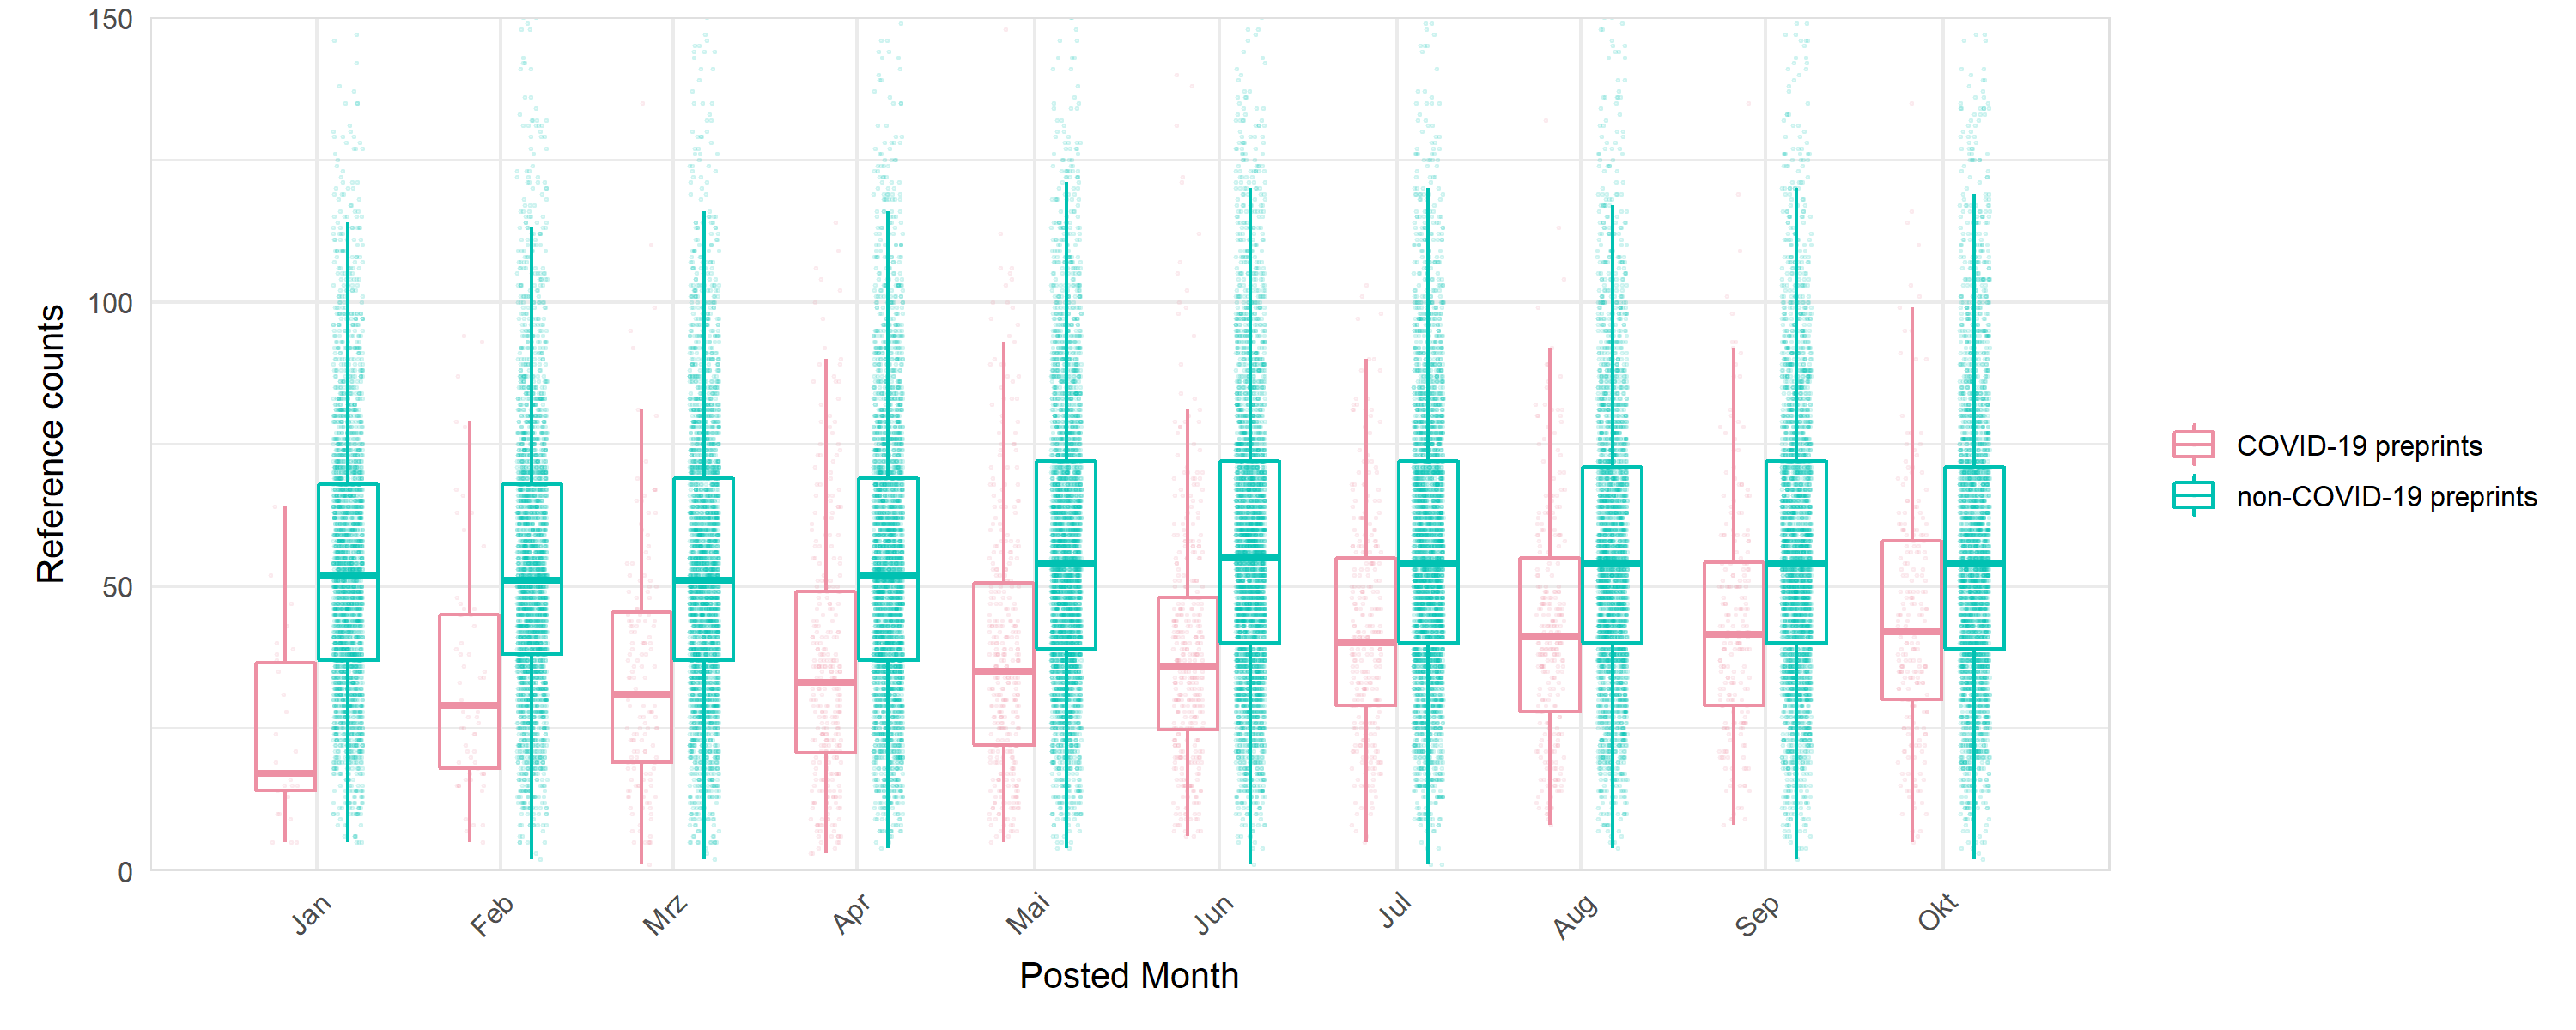 150
100
50
0
Reference counts
Jan
Feb
Mrz
Apr
Mai
Jun
Jul
Aug
Sep
Okt
Posted Month
COVID-19 preprints
non-COVID-19 preprints